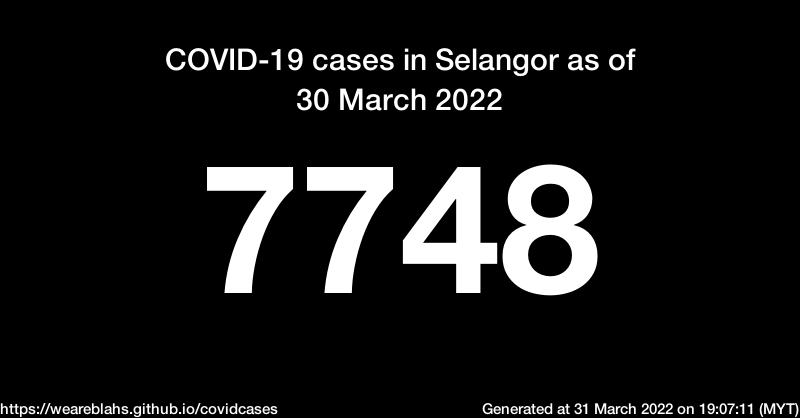 COVID-19 cases in Selangor as of
30 March 2022
7748
https://weareblahs.github.io/covidcases
Generated at 31 March 2022 on 19:07:11 (MYT)